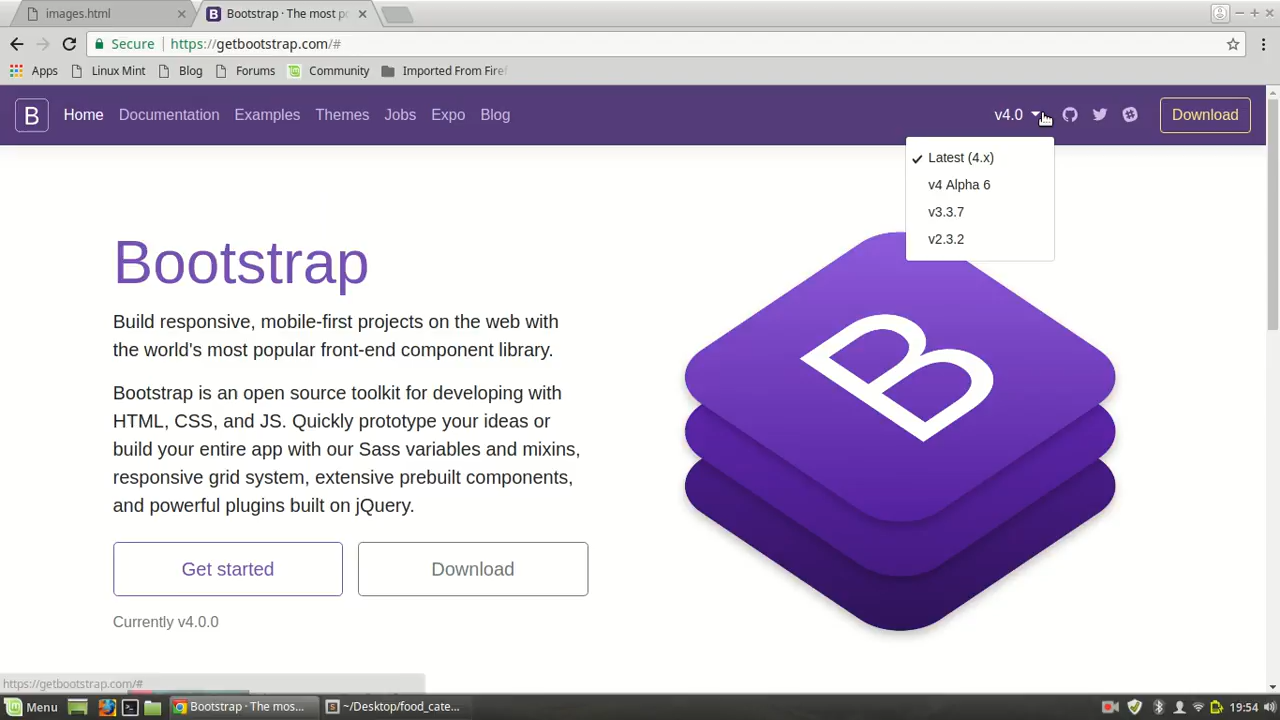 images.html
Bootstrap · The most po
Secure https://getbootstrap.com/#
Apps Linux Mint Blog Forums Community Imported From Firef
B Home Documentation Examples Themes Jobs Expo Blog v4.0 Download
Latest (4.x)
v4 Alpha 6
v3.3.7
v2.3.2
Bootstrap
Build responsive, mobile-first projects on the web with
the world's most popular front-end component library.
Bootstrap is an open source toolkit for developing with
HTML, CSS, and JS. Quickly prototype your ideas or
build your entire app with our Sass variables and mixins,
responsive grid system, extensive prebuilt components,
and powerful plugins built on jQuery.
Get started Download
Currently v4.0.0
B
https://getbootstrap.com/#
Menu Bootstrap · The mos... ~/Desktop/food_cate... 19:54